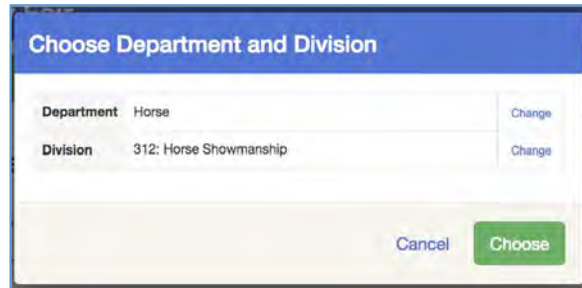 Choose Department and Division
Department Horse Change
Division 312: Horse Showmanship Change
Cancel Choose